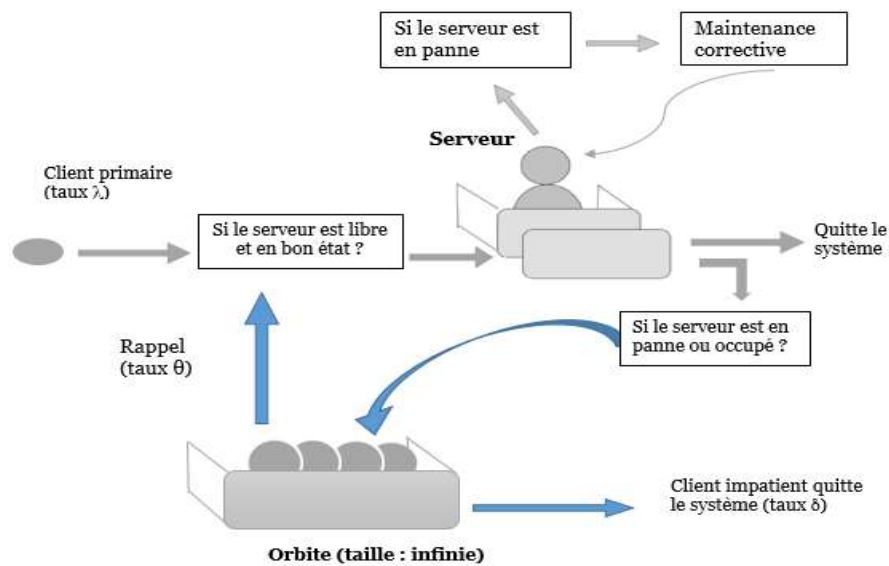 Si le serveur est
en panne
Maintenance
corrective
Serveur
Client primaire
(taux λ)
Si le serveur est libre
et en bon état ?
Quitte le
système
Si le serveur est en
panne ou occupé ?
Rappel
(taux θ)
Client impatient quitte
le système (taux δ)
Orbite (taille : infinie)